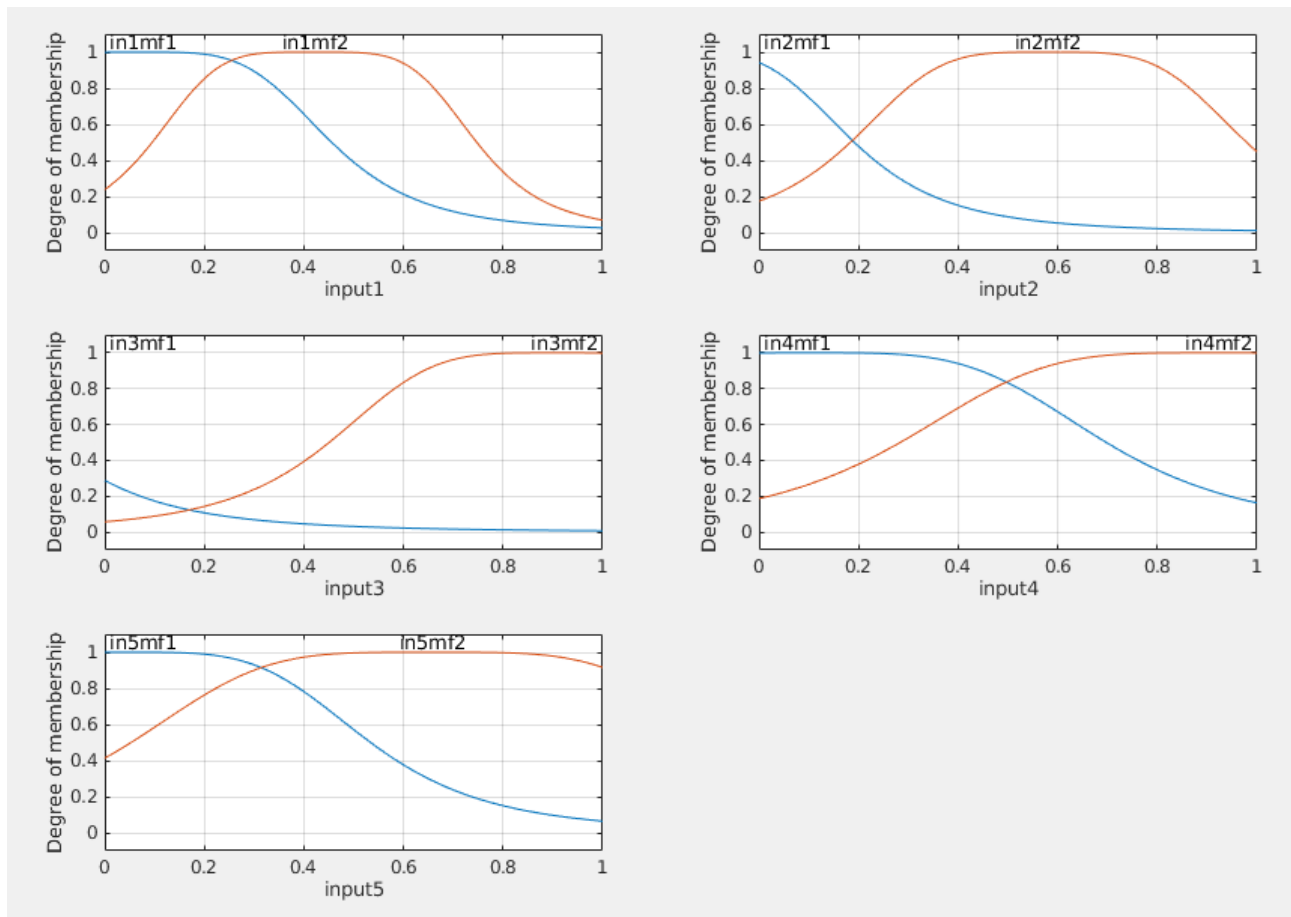 in1mf1 in1mf2
Degree of membership
1
0.8
0.6
0.4
0.2
0
0 0.2 0.4 0.6 0.8 1
input1
in2mf1 in2mf2
Degree of membership
1
0.8
0.6
0.4
0.2
0
0 0.2 0.4 0.6 0.8 1
input2
in3mf1 in3mf2
Degree of membership
1
0.8
0.6
0.4
0.2
0
0 0.2 0.4 0.6 0.8 1
input3
in4mf1 in4mf2
Degree of membership
1
0.8
0.6
0.4
0.2
0
0 0.2 0.4 0.6 0.8 1
input4
in5mf1 in5mf2
Degree of membership
1
0.8
0.6
0.4
0.2
0
0 0.2 0.4 0.6 0.8 1
input5